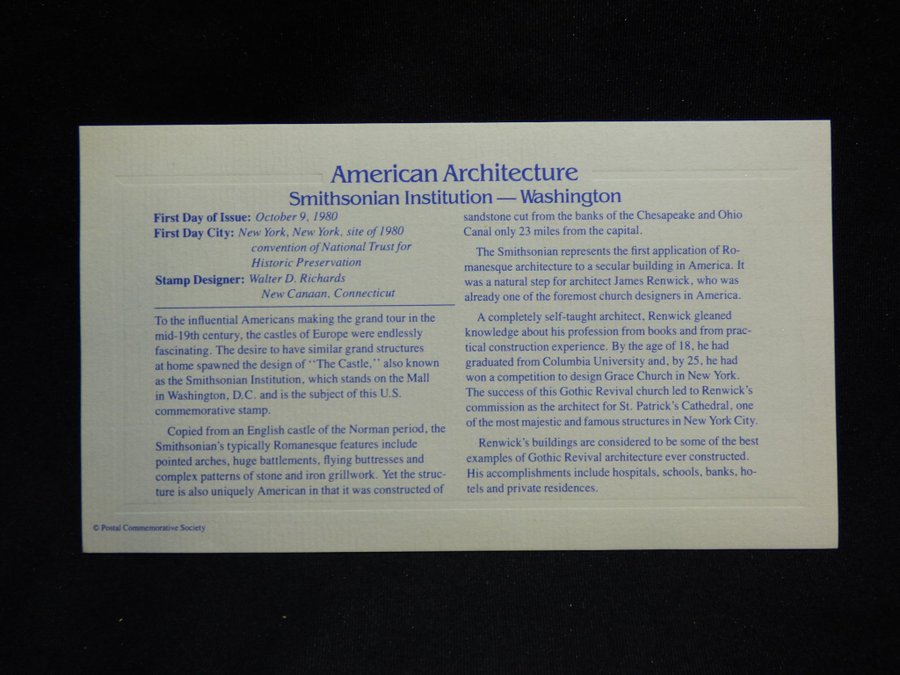 American Architecture
Smithsonian Institution — Washington
First Day of Issue: October 9, 1980
First Day City: New York, New York, site of 1980
convention of National Trust for
Historic Preservation
Stamp Designer: Walter D. Richards
New Canaan, Connecticut
To the influential Americans making the grand tour in the
mid-19th century, the castles of Europe were endlessly
fascinating. The desire to have similar grand structures
at home spawned the design of "The Castle," also known
as the Smithsonian Institution, which stands on the Mall
in Washington, D.C. and is the subject of this U.S.
commemorative stamp.
Copied from an English castle of the Norman period, the
Smithsonian's typically Romanesque features include
pointed arches, huge battlements, flying buttresses and
complex patterns of stone and iron grillwork. Yet the struc-
ture is also uniquely American in that it was constructed of
sandstone cut from the banks of the Chesapeake and Ohio
Canal only 23 miles from the capital.
The Smithsonian represents the first application of Ro-
manesque architecture to a secular building in America. It
was a natural step for architect James Renwick, who was
already one of the foremost church designers in America.
A completely self-taught architect, Renwick gleaned
knowledge about his profession from books and from prac-
tical construction experience. By the age of 18, he had
graduated from Columbia University and, by 25, he had
won a competition to design Grace Church in New York.
The success of this Gothic Revival church led to Renwick's
commission as the architect for St. Patrick's Cathedral, one
of the most majestic and famous structures in New York City.
Renwick's buildings are considered to be some of the best
examples of Gothic Revival architecture ever constructed.
His accomplishments include hospitals, schools, banks, ho-
tels and private residences.
© Postal Commemorative Society